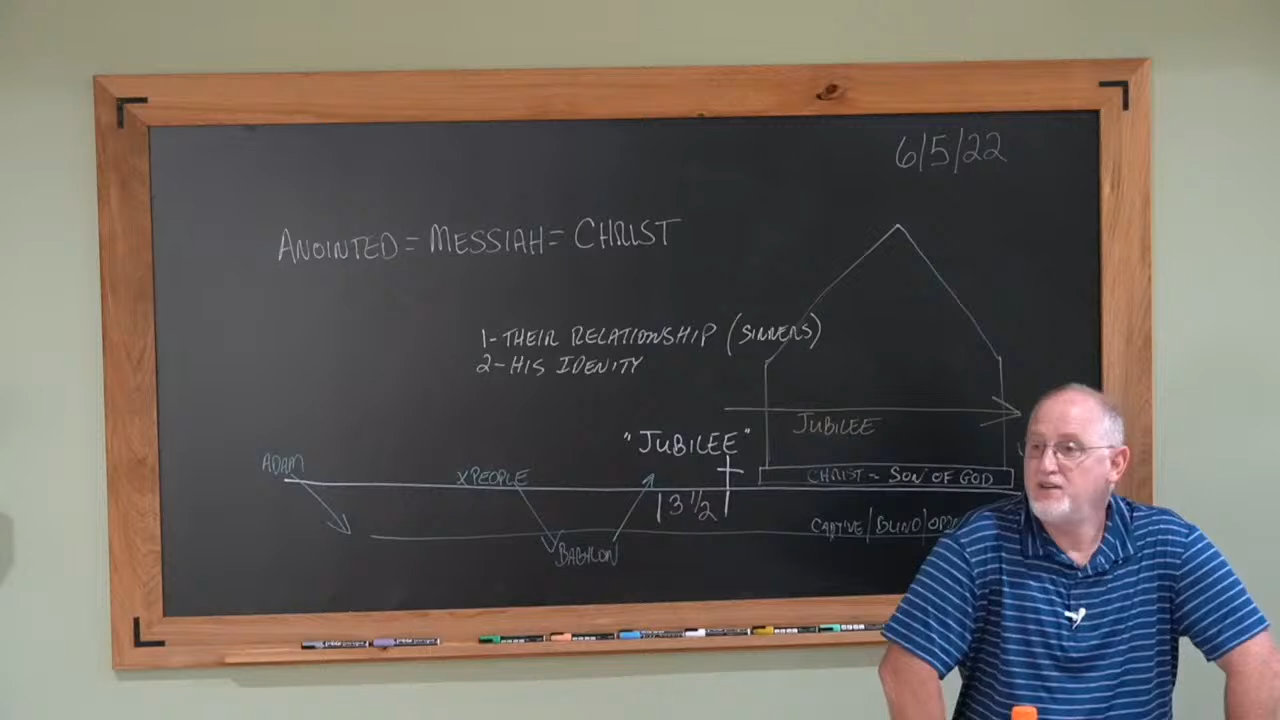 6/5/22
ANOINTED = MESSIAH = CHRIST
1-THEIR RELATIONSHIP (SINNERS)
2-HIS IDENITY
JUBILEE
"JUBILEE"
ADAM
XPEOPLE
CHRIST ~ SON OF GOD
3 1/2
CAPTIVE/BLIND/
BABYLON